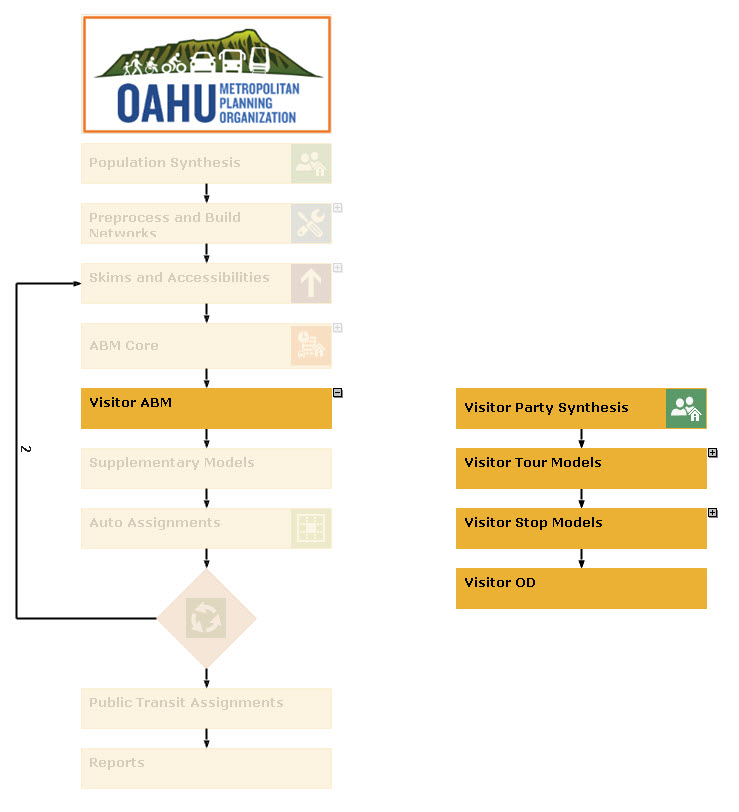 OAHU METROPOLITAN
PLANNING
ORGANIZATION
Population Synthesis
Preprocess and Build
Networks
Skims and Accessibilities
ABM Core
Visitor ABM
Supplementary Models
Auto Assignments
2
Public Transit Assignments
Reports
Visitor Party Synthesis
Visitor Tour Models
Visitor Stop Models
Visitor OD